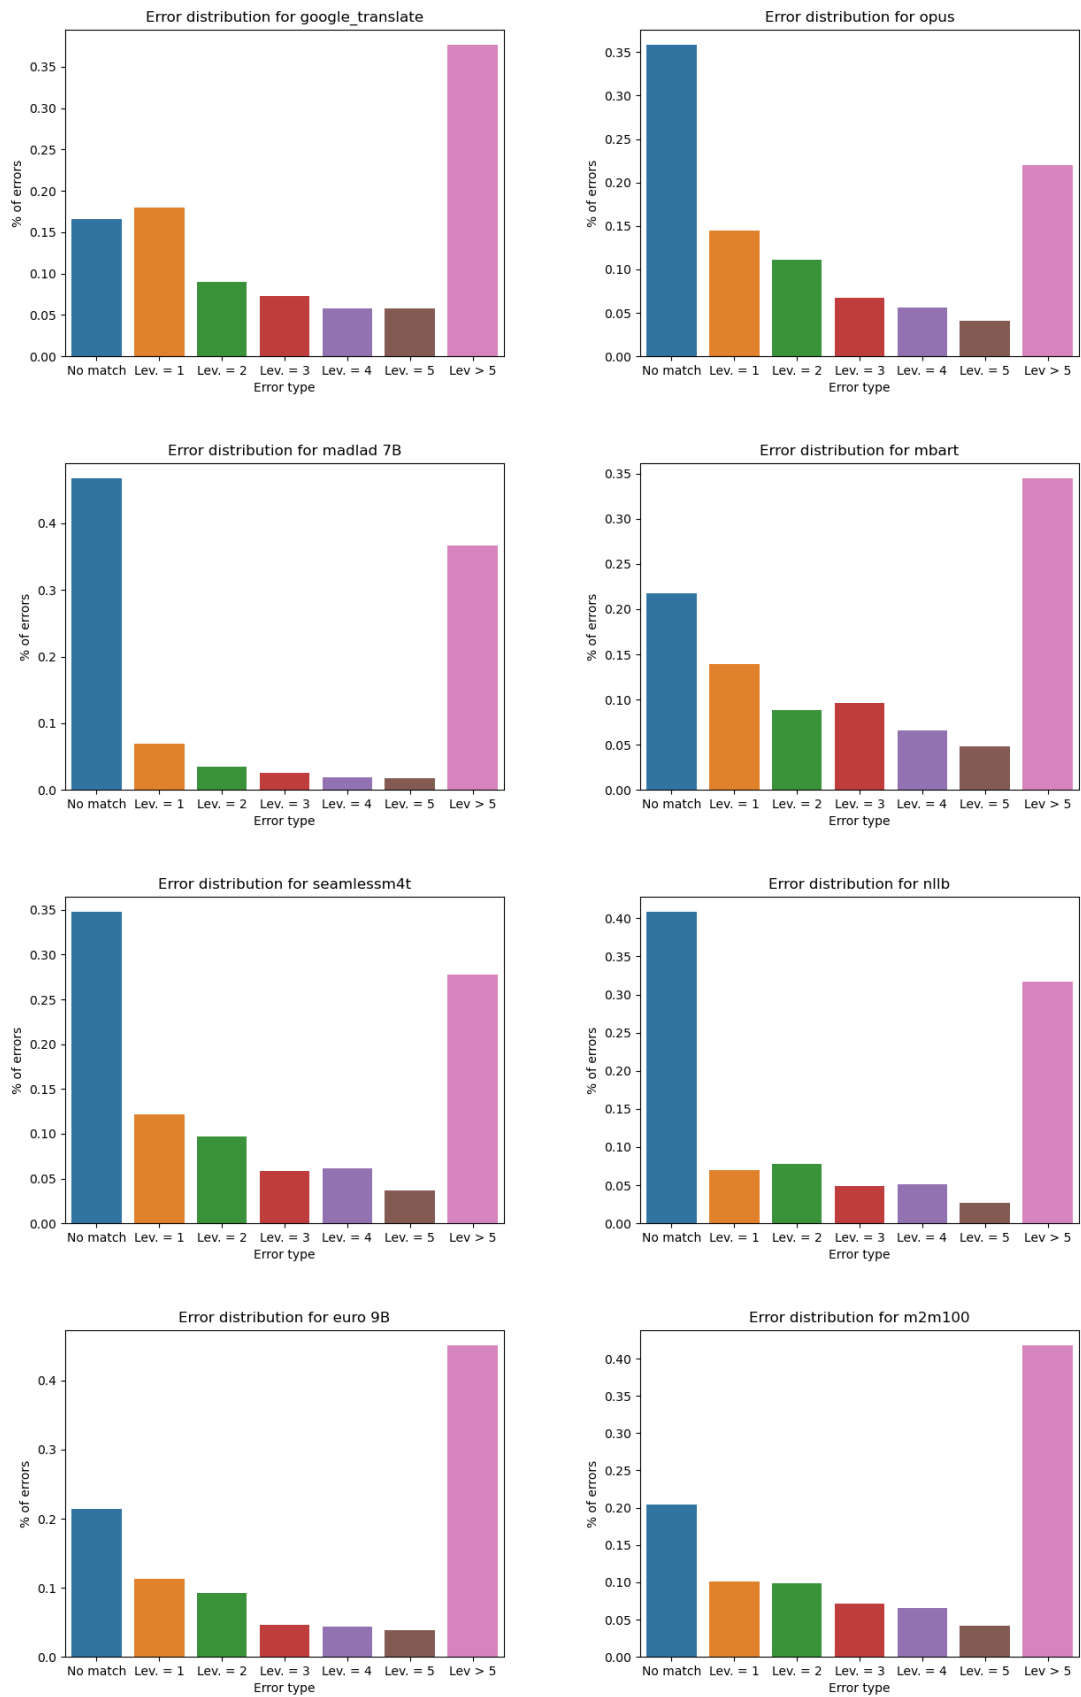 Error distribution for google_translate
% of errors
0.35
0.30
0.25
0.20
0.15
0.10
0.05
0.00
No match Lev. = 1 Lev. = 2 Lev. = 3 Lev. = 4 Lev. = 5 Lev > 5
Error type
Error distribution for opus
% of errors
0.35
0.30
0.25
0.20
0.15
0.10
0.05
0.00
No match Lev. = 1 Lev. = 2 Lev. = 3 Lev. = 4 Lev. = 5 Lev > 5
Error type
Error distribution for madlad 7B
% of errors
0.4
0.3
0.2
0.1
0.0
No match Lev. = 1 Lev. = 2 Lev. = 3 Lev. = 4 Lev. = 5 Lev > 5
Error type
Error distribution for mbart
% of errors
0.35
0.30
0.25
0.20
0.15
0.10
0.05
0.00
No match Lev. = 1 Lev. = 2 Lev. = 3 Lev. = 4 Lev. = 5 Lev > 5
Error type
Error distribution for seamlessm4t
% of errors
0.35
0.30
0.25
0.20
0.15
0.10
0.05
0.00
No match Lev. = 1 Lev. = 2 Lev. = 3 Lev. = 4 Lev. = 5 Lev > 5
Error type
Error distribution for nllb
% of errors
0.40
0.35
0.30
0.25
0.20
0.15
0.10
0.05
0.00
No match Lev. = 1 Lev. = 2 Lev. = 3 Lev. = 4 Lev. = 5 Lev > 5
Error type
Error distribution for euro 9B
% of errors
0.4
0.3
0.2
0.1
0.0
No match Lev. = 1 Lev. = 2 Lev. = 3 Lev. = 4 Lev. = 5 Lev > 5
Error type
Error distribution for m2m100
% of errors
0.40
0.35
0.30
0.25
0.20
0.15
0.10
0.05
0.00
No match Lev. = 1 Lev. = 2 Lev. = 3 Lev. = 4 Lev. = 5 Lev > 5
Error type